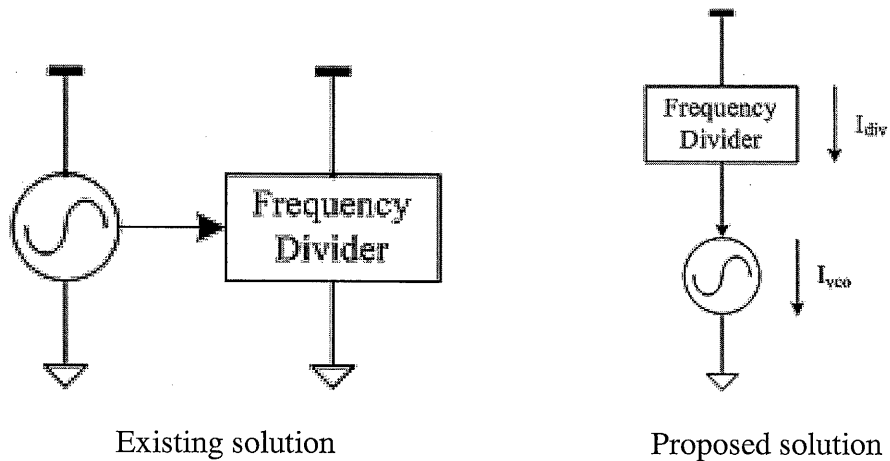 Frequency
Divider
Existing solution
Frequency
Divider
I_div
I_vco
Proposed solution